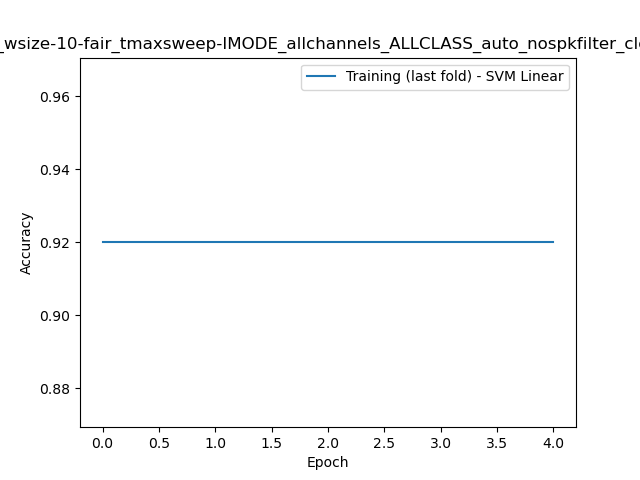 _wsize-10-fair_tmaxsweep-IMODE_allchannels_ALLCLASS_auto_nospkfilter_cl
Training (last fold) - SVM Linear
0.96
0.94
0.92
0.90
0.88
Accuracy
0.0 0.5 1.0 1.5 2.0 2.5 3.0 3.5 4.0
Epoch